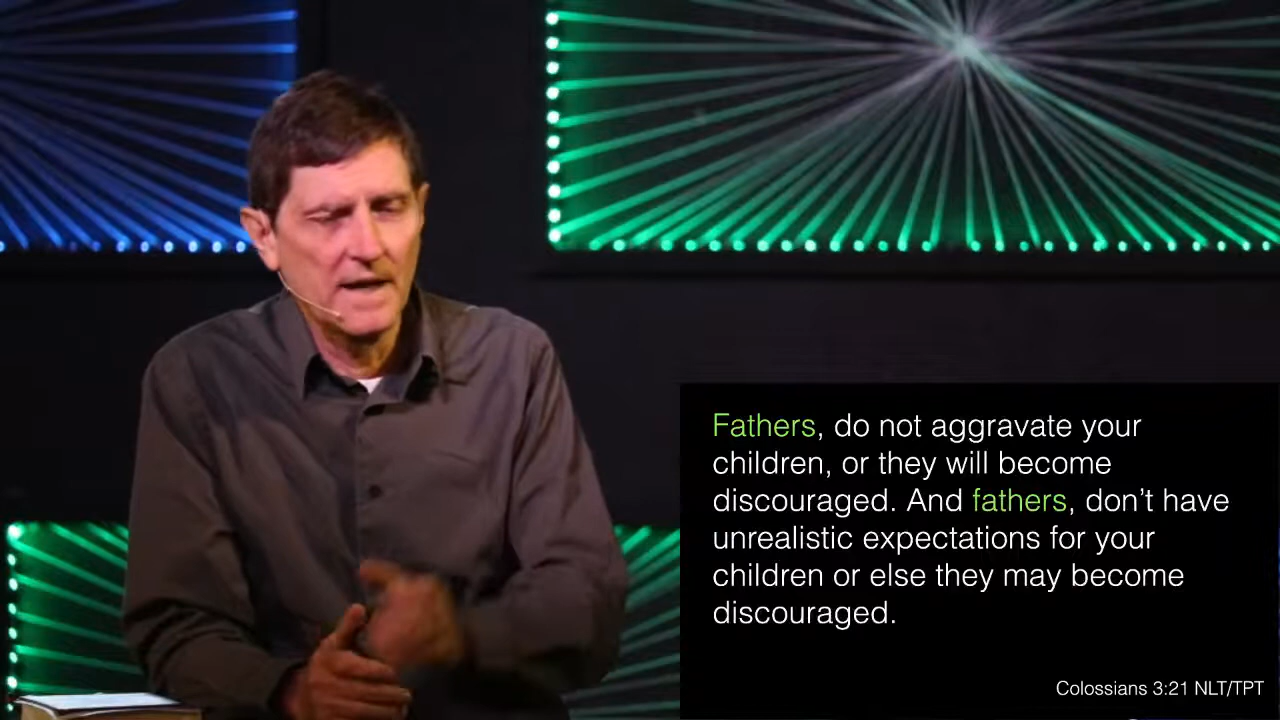 Fathers, do not aggravate your
children, or they will become
discouraged. And fathers, don’t have
unrealistic expectations for your
children or else they may become
discouraged.
Colossians 3:21 NLT/TPT